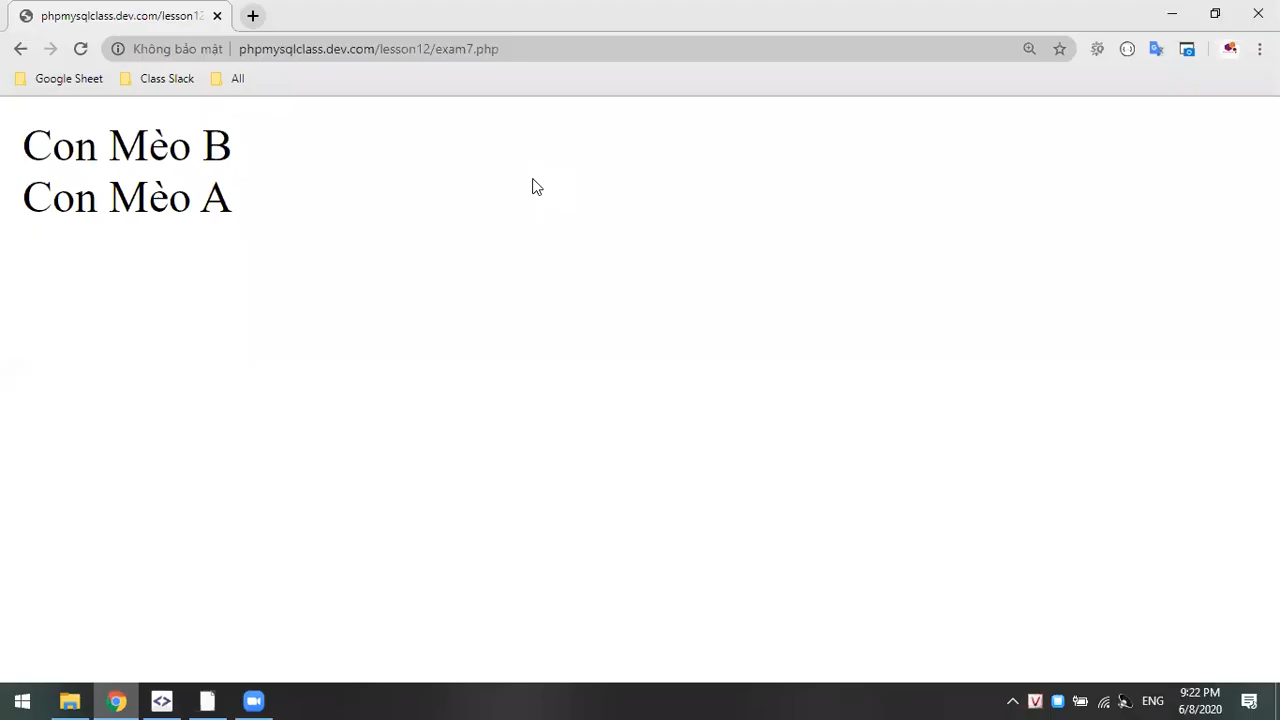 phpmysqlclass.dev.com/lesson12
Không bảo mật
phpmysqlclass.dev.com/lesson12/exam7.php
Google Sheet
Class Slack
All
Con Mèo B
Con Mèo A
ENG
9:22 PM
6/8/2020